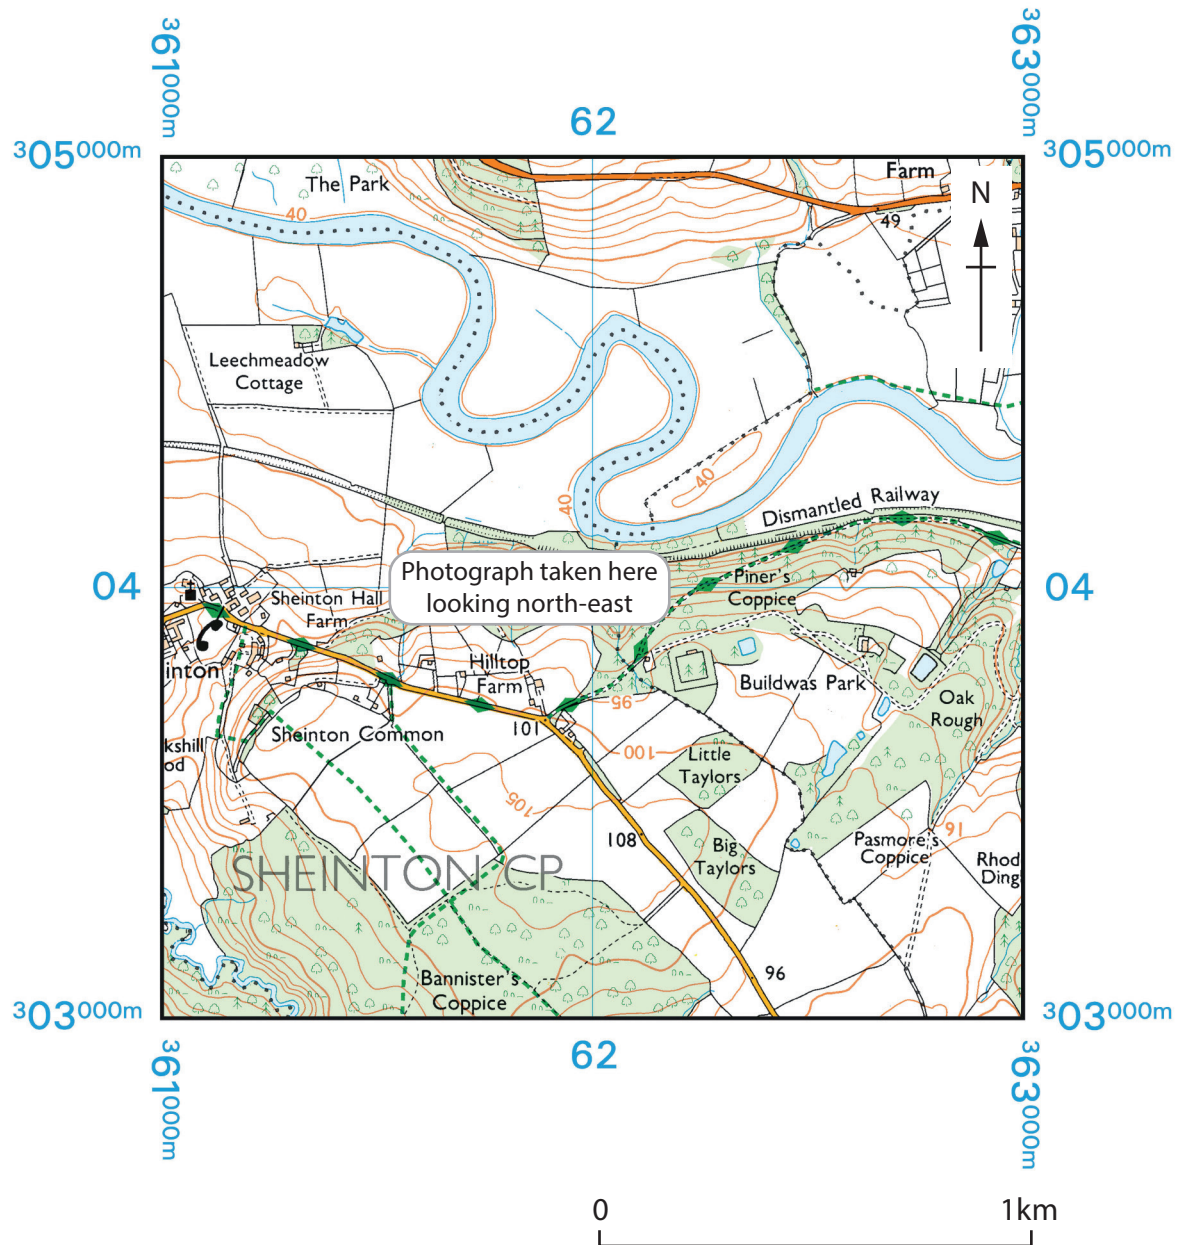 361000m
363000m
62
305000m
305000m
The Park
Farm
N
40
49
Leechmeadow
Cottage
40
40
Dismantled Railway
04
04
Photograph taken here
looking north-east
Piner's
Coppice
Sheinton Hall
Farm
inton
Hilltop
Farm
Buildwas Park
95
Oak
Rough
101
Sheinton Common
100
kshill
od
Little
Taylors
105
108
91
Big
Taylors
Pasmore's
Coppice
Rhod
Ding
SHEINTON CP
96
Bannister's
Coppice
303000m
303000m
361000m
62
363000m
0
1km